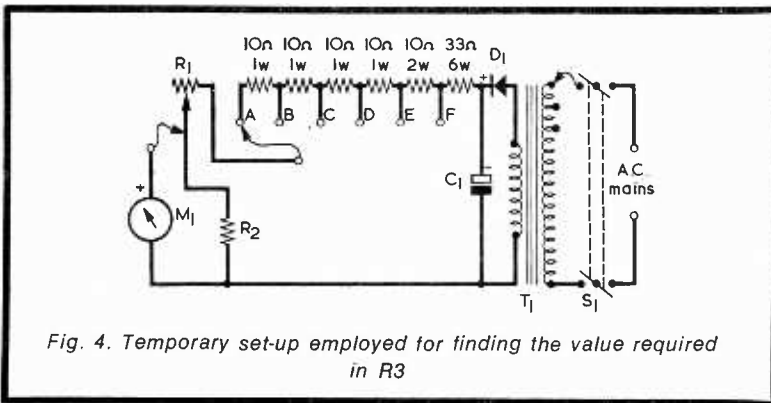 10Ω 10Ω 10Ω 10Ω 10Ω 33Ω
1w 1w 1w 1w 2w 6w
D1
R1
+
A B C D E F
-
C1
A.C.
mains
+
M1
R2
T1
S1
Fig. 4. Temporary set-up employed for finding the value required
in R3